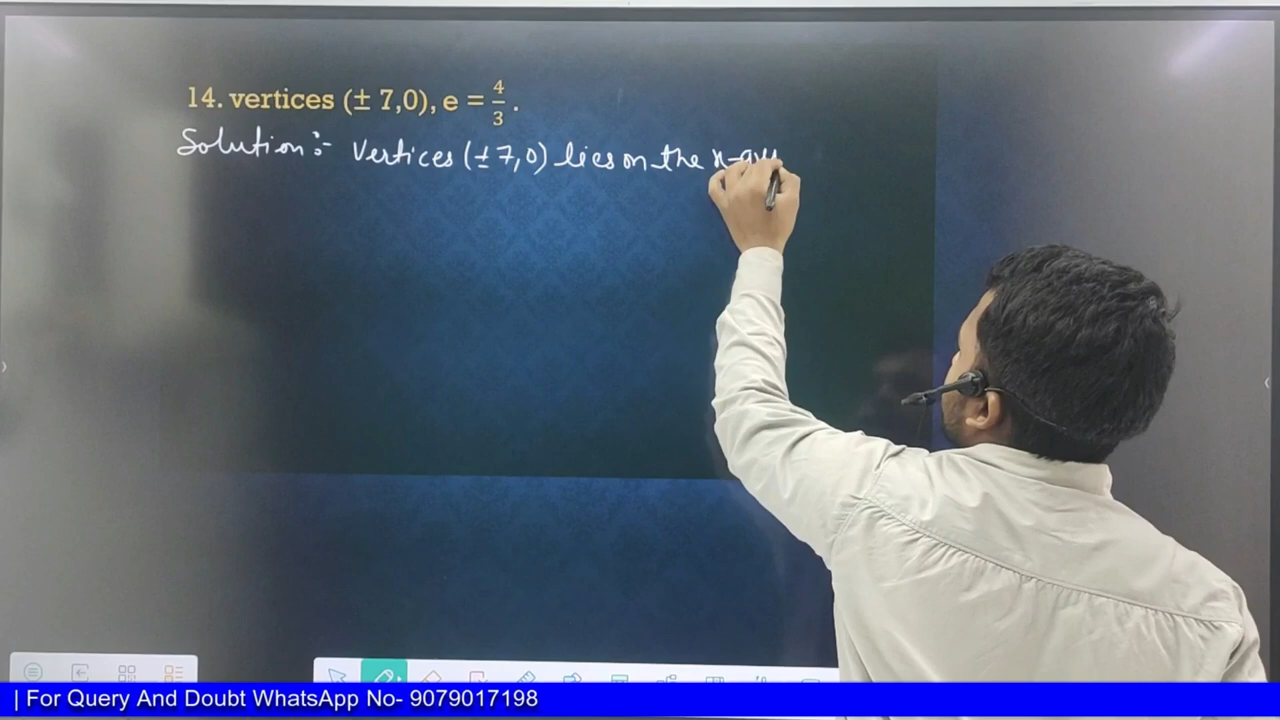 14. vertices (± 7,0), e = 4/3 .
Solution :- Vertices (± 7,0) lies on the x-axis
| For Query And Doubt WhatsApp No- 9079017198